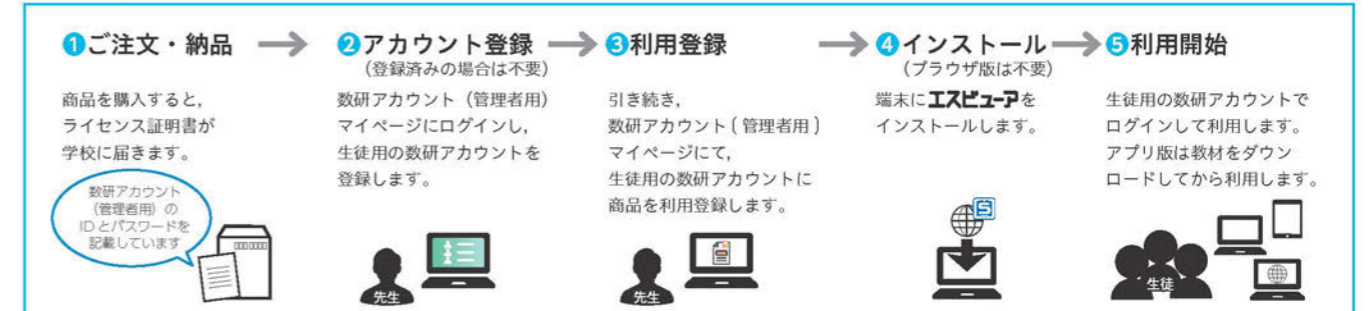 ❶ご注文・納品
商品を購入すると,
ライセンス証明書が
学校に届きます。
数研アカウント
(管理者用)の
IDとパスワードを
記載しています
❷アカウント登録
(登録済みの場合は不要)
数研アカウント(管理者用)
マイページにログインし,
生徒用の数研アカウントを
登録します。
先生
❸利用登録
引き続き,
数研アカウント(管理者用)
マイページにて,
生徒用の数研アカウントに
商品を利用登録します。
先生
❹インストール
(ブラウザ版は不要)
端末にエスビューアを
インストールします。
❺利用開始
生徒用の数研アカウントで
ログインして利用します。
アプリ版は教材をダウン
ロードしてから利用します。
生徒